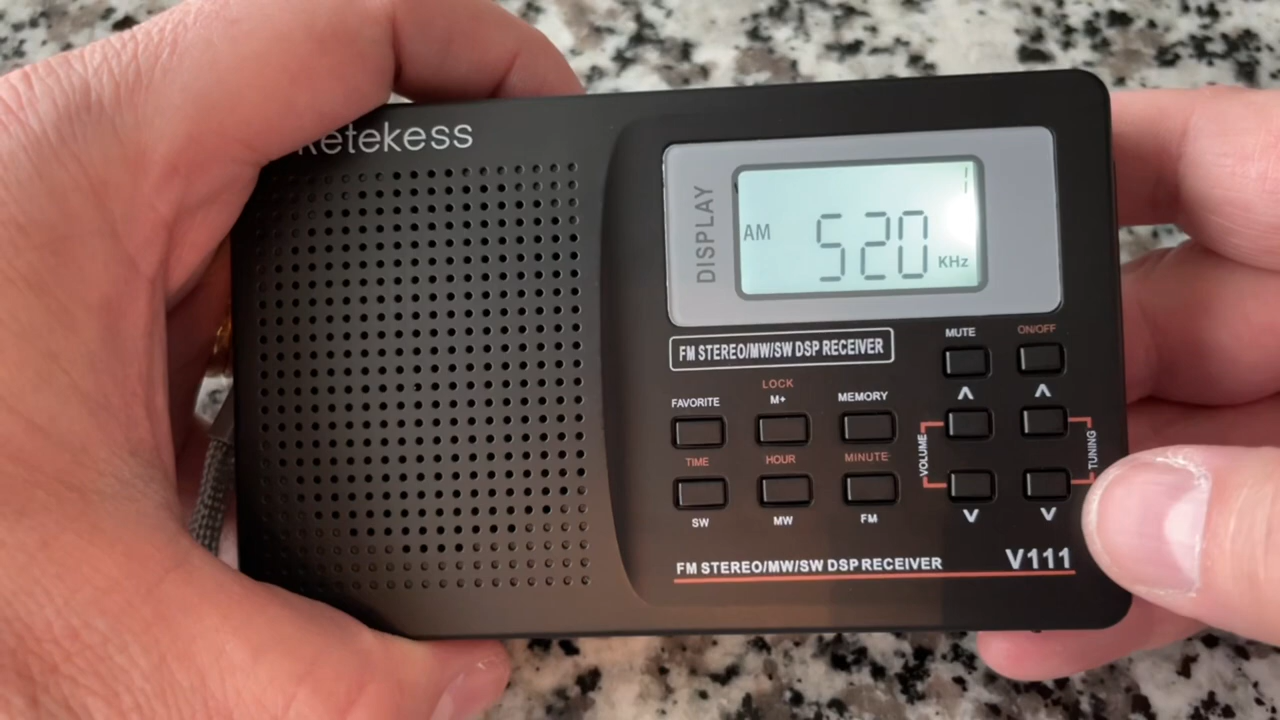 Retekess
DISPLAY
AM 520 KHz
FM STEREO/MW/SW DSP RECEIVER
MUTE ON/OFF
LOCK
FAVORITE M+ MEMORY
VOLUME TUNING
TIME HOUR MINUTE
SW MW FM
FM STEREO/MW/SW DSP RECEIVER V111